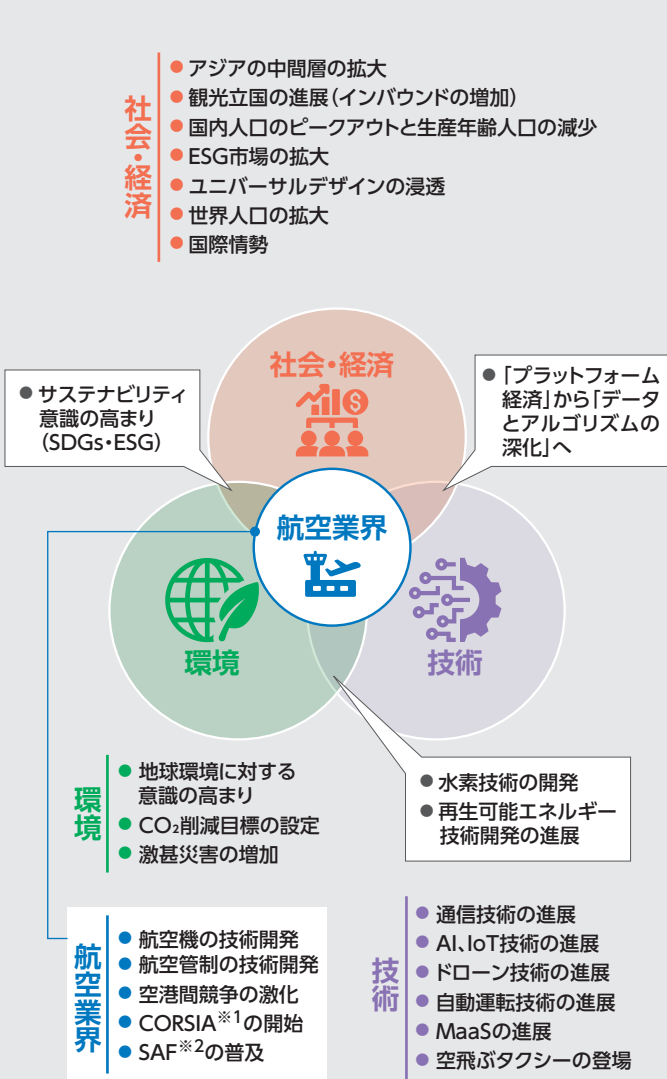 社会・経済
● アジアの中間層の拡大
● 観光立国の進展（インバウンドの増加）
● 国内人口のピークアウトと生産年齢人口の減少
● ESG市場の拡大
● ユニバーサルデザインの浸透
● 世界人口の拡大
● 国際情勢
社会・経済
● サステナビリティ
意識の高まり
（SDGs・ESG）
● 「プラットフォーム
経済」から「データ
とアルゴリズムの
深化」へ
航空業界
環境
技術
環境
● 地球環境に対する
意識の高まり
● CO₂削減目標の設定
● 激甚災害の増加
● 水素技術の開発
● 再生可能エネルギー
技術開発の進展
航空業界
● 航空機の技術開発
● 航空管制の技術開発
● 空港間競争の激化
● CORSIA※1の開始
● SAF※2の普及
技術
● 通信技術の進展
● AI、IoT技術の進展
● ドローン技術の進展
● 自動運転技術の進展
● MaaSの進展
● 空飛ぶタクシーの登場